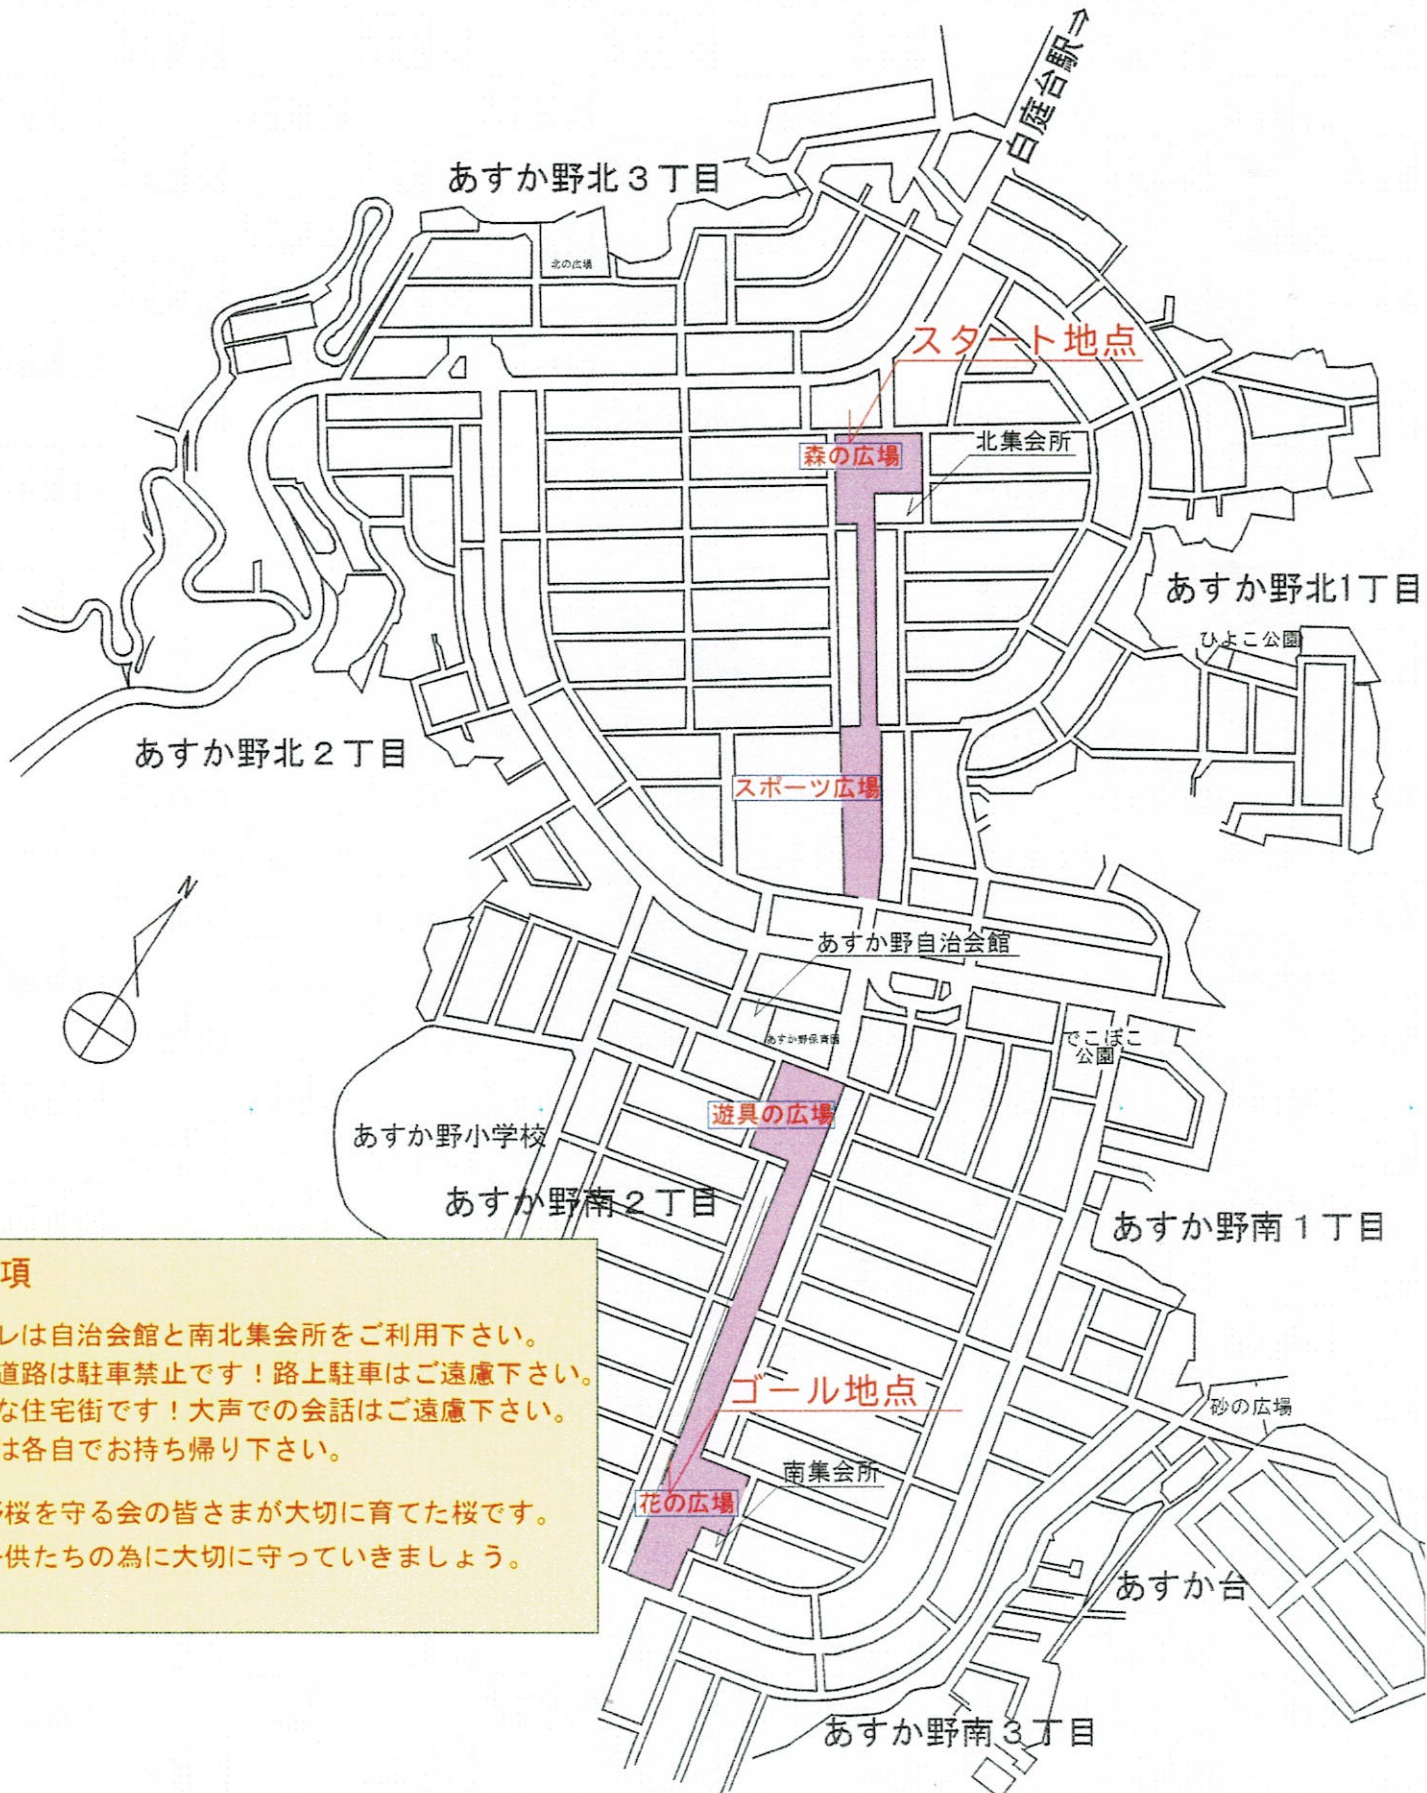 白庭台駅→
あすか野北３丁目
北の広場
スタート地点
森の広場
北集会所
あすか野北1丁目
ひよこ公園
あすか野北２丁目
スポーツ広場
N
あすか野自治会館
あすか野保育園
でこぼこ
公園
遊具の広場
あすか野小学校
あすか野南２丁目
あすか野南１丁目
項
レは自治会館と南北集会所をご利用下さい。
道路は駐車禁止です！路上駐車はご遠慮下さい。
な住宅街です！大声での会話はご遠慮下さい。
は各自でお持ち帰り下さい。
桜を守る会の皆さまが大切に育てた桜です。
供たちの為に大切に守っていきましょう。
ゴール地点
砂の広場
南集会所
花の広場
あすか台
あすか野南３丁目